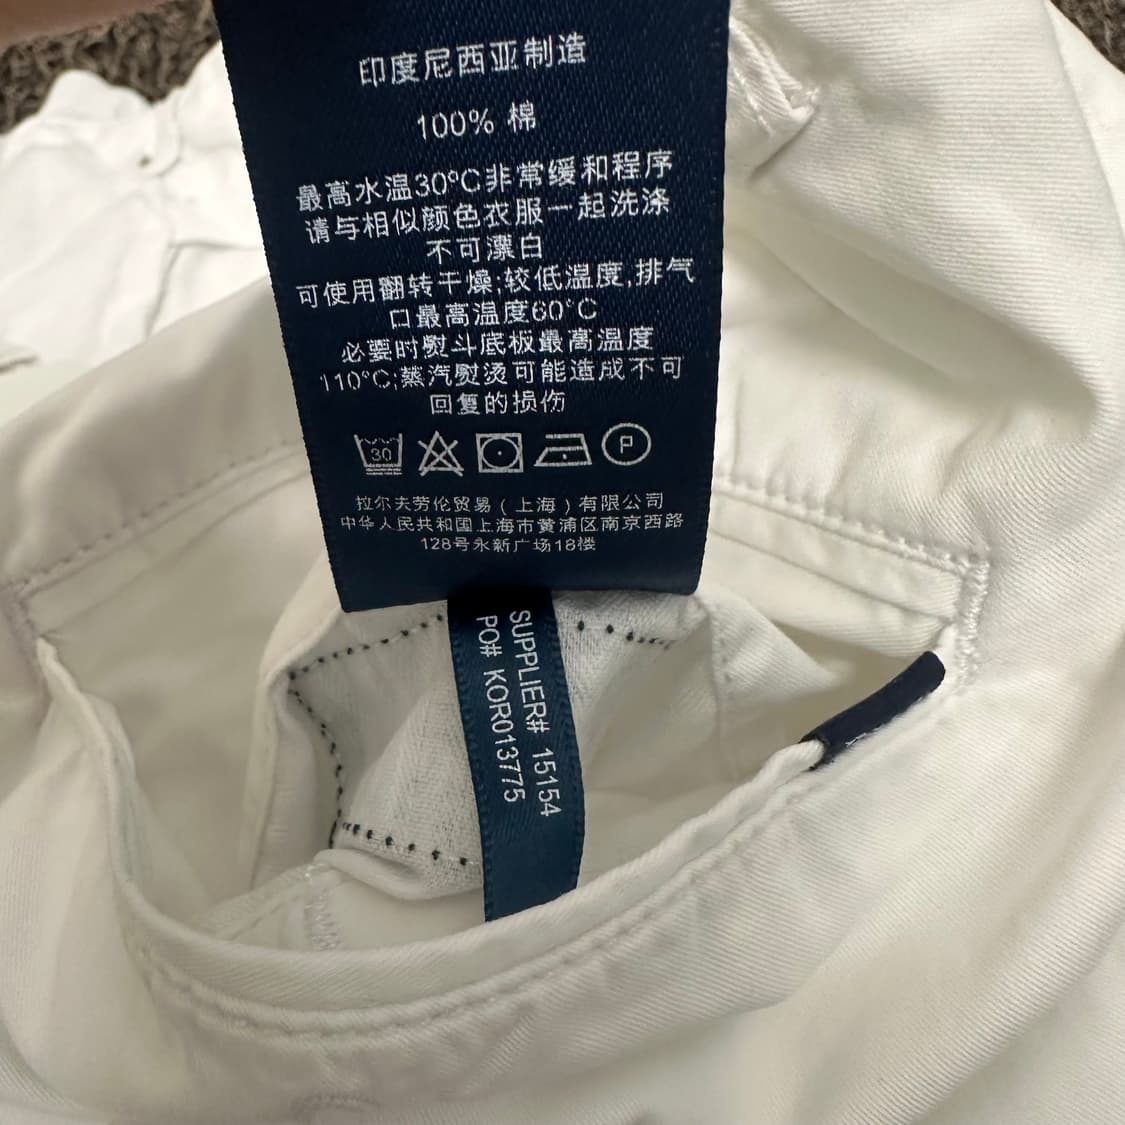 印度尼西亚制造
100% 棉
最高水温30°C非常缓和程序
请与相似颜色衣服一起洗涤
不可漂白
可使用翻转干燥;较低温度,排气
口最高温度60°C
必要时熨斗底板最高温度
110°C;蒸汽熨烫可能造成不可
回复的损伤
30
P
拉尔夫劳伦贸易（上海）有限公司
中华人民共和国上海市黄浦区南京西路
128号永新广场18楼
SUPPLIER# 15154
PO# KOR013775